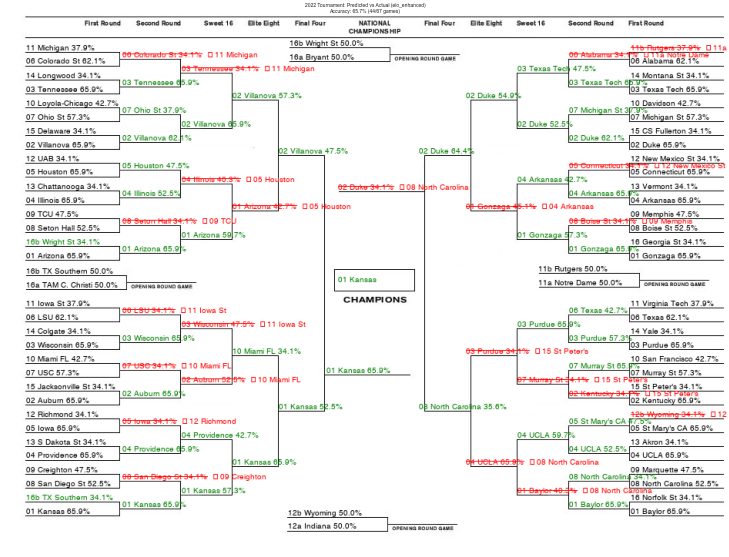 2022 Tournament: Predicted vs Actual (elo_enhanced)
Accuracy: 65.7% (44/67 games)
First Round
Second Round
Sweet 16
Elite Eight
Final Four
NATIONAL
CHAMPIONSHIP
Final Four
Elite Eight
Sweet 16
Second Round
First Round
11 Michigan 37.9%
06 Colorado St 62.1%
14 Longwood 34.1%
03 Tennessee 65.9%
10 Loyola-Chicago 42.7%
07 Ohio St 57.3%
15 Delaware 34.1%
02 Villanova 65.9%
12 UAB 34.1%
05 Houston 65.9%
13 Chattanooga 34.1%
04 Illinois 65.9%
09 TCU 47.5%
08 Seton Hall 52.5%
16b Wright St 34.1%
01 Arizona 65.9%
16b TX Southern 50.0%
16a TAM C. Christi 50.0%
OPENING ROUND GAME
11 Iowa St 37.9%
06 LSU 62.1%
14 Colgate 34.1%
03 Wisconsin 65.9%
10 Miami FL 42.7%
07 USC 57.3%
15 Jacksonville St 34.1%
02 Auburn 65.9%
12 Richmond 34.1%
05 Iowa 65.9%
13 S Dakota St 34.1%
04 Providence 65.9%
09 Creighton 47.5%
08 San Diego St 52.5%
16b TX Southern 34.1%
01 Kansas 65.9%
06 Colorado St 34.1% 11 Michigan
03 Tennessee 65.9%
07 Ohio St 37.9%
02 Villanova 62.1%
05 Houston 47.5%
04 Illinois 52.5%
08 Seton Hall 34.1% 09 TCU
01 Arizona 65.9%
06 LSU 34.1% 11 Iowa St
03 Wisconsin 65.9%
07 USC 34.1% 10 Miami FL
02 Auburn 65.9%
05 Iowa 34.1% 12 Richmond
04 Providence 65.9%
08 San Diego St 34.1% 09 Creighton
01 Kansas 65.9%
03 Tennessee 34.1% 11 Michigan
02 Villanova 65.9%
04 Illinois 40.3% 05 Houston
01 Arizona 59.7%
03 Wisconsin 47.5% 11 Iowa St
02 Auburn 52.5% 10 Miami FL
04 Providence 42.7%
01 Kansas 57.3%
02 Villanova 57.3%
01 Arizona 42.7% 05 Houston
10 Miami FL 34.1%
01 Kansas 65.9%
02 Villanova 47.5%
01 Kansas 52.5%
16b Wright St 50.0%
16a Bryant 50.0%
OPENING ROUND GAME
02 Duke 34.1% 08 North Carolina
01 Kansas
CHAMPIONS
01 Kansas 65.9%
12b Wyoming 50.0%
12a Indiana 50.0%
OPENING ROUND GAME
02 Duke 64.4%
08 North Carolina 35.6%
02 Duke 54.9%
01 Gonzaga 45.1% 04 Arkansas
03 Purdue 34.1% 15 St Peter's
04 UCLA 65.9% 08 North Carolina
03 Texas Tech 47.5%
02 Duke 52.5%
04 Arkansas 42.7%
01 Gonzaga 57.3%
03 Purdue 65.9%
07 Murray St 34.1% 15 St Peter's
04 UCLA 59.7%
01 Baylor 40.3% 08 North Carolina
06 Alabama 34.1% 11a Notre Dame
03 Texas Tech 65.9%
07 Michigan St 37.9%
02 Duke 62.1%
05 Connecticut 34.1% 12 New Mexico St
04 Arkansas 65.9%
08 Boise St 34.1% 09 Memphis
01 Gonzaga 65.9%
06 Texas 42.7%
03 Purdue 57.3%
07 Murray St 65.9%
02 Kentucky 34.1% 15 St Peter's
05 St Mary's CA 47.5%
04 UCLA 52.5%
08 North Carolina 34.1%
01 Baylor 65.9%
11b Rutgers 37.9% 11a
06 Alabama 62.1%
14 Montana St 34.1%
03 Texas Tech 65.9%
10 Davidson 42.7%
07 Michigan St 57.3%
15 CS Fullerton 34.1%
02 Duke 65.9%
12 New Mexico St 34.1%
05 Connecticut 65.9%
13 Vermont 34.1%
04 Arkansas 65.9%
09 Memphis 47.5%
08 Boise St 52.5%
16 Georgia St 34.1%
01 Gonzaga 65.9%
11b Rutgers 50.0%
11a Notre Dame 50.0%
OPENING ROUND GAME
11 Virginia Tech 37.9%
06 Texas 62.1%
14 Yale 34.1%
03 Purdue 65.9%
10 San Francisco 42.7%
07 Murray St 57.3%
15 St Peter's 34.1%
02 Kentucky 65.9%
12b Wyoming 34.1% 12
05 St Mary's CA 65.9%
13 Akron 34.1%
04 UCLA 65.9%
09 Marquette 47.5%
08 North Carolina 52.5%
16 Norfolk St 34.1%
01 Baylor 65.9%